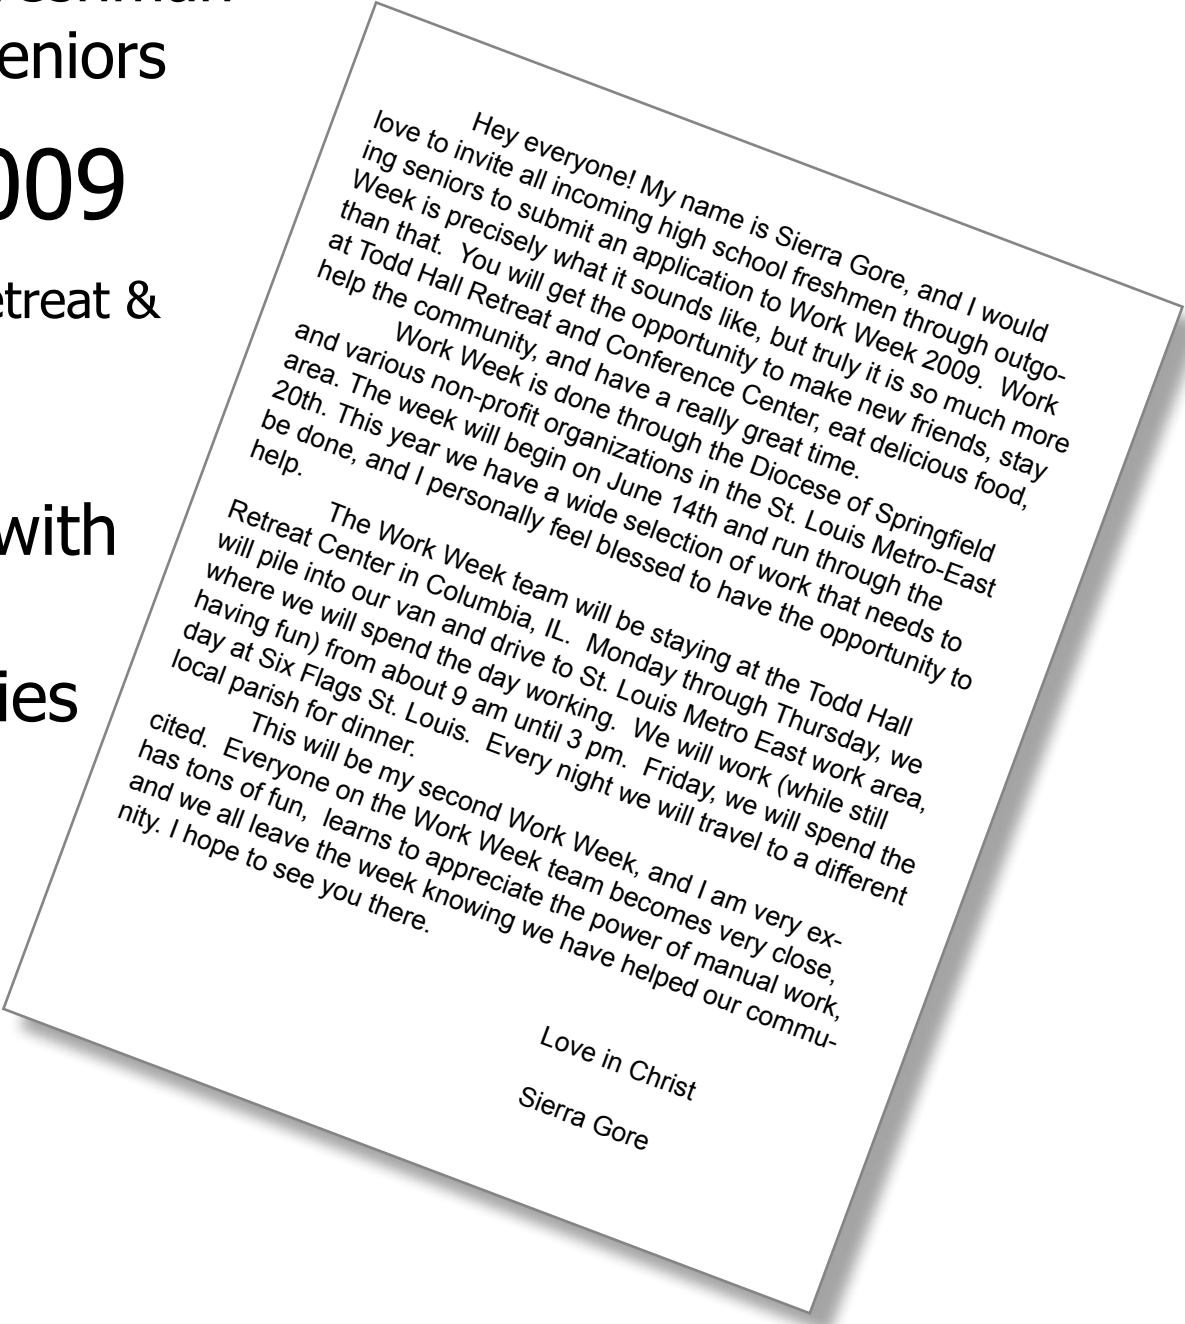 eniors
009
etreat &
with
ies
Hey everyone! My name is Sierra Gore, and I would
love to invite all incoming high school freshmen through outgo-
ing seniors to submit an application to Work Week 2009.  Work
Week is precisely what it sounds like, but truly it is so much more
than that.  You will get the opportunity to make new friends, stay
at Todd Hall Retreat and Conference Center, eat delicious food,
help the community, and have a really great time.
Work Week is done through the Diocese of Springfield
and various non-profit organizations in the St. Louis Metro-East
area. The week will begin on June 14th and run through the
20th. This year we have a wide selection of work that needs to
be done, and I personally feel blessed to have the opportunity to
help.
The Work Week team will be staying at the Todd Hall
Retreat Center in Columbia, IL.  Monday through Thursday, we
will pile into our van and drive to St. Louis Metro East work area,
where we will spend the day working.  We will work (while still
having fun) from about 9 am until 3 pm.  Friday, we will spend the
day at Six Flags St. Louis.  Every night we will travel to a different
local parish for dinner.
This will be my second Work Week, and I am very ex-
cited.  Everyone on the Work Week team becomes very close,
has tons of fun,  learns to appreciate the power of manual work,
and we all leave the week knowing we have helped our commu-
nity. I hope to see you there.
Love in Christ
Sierra Gore